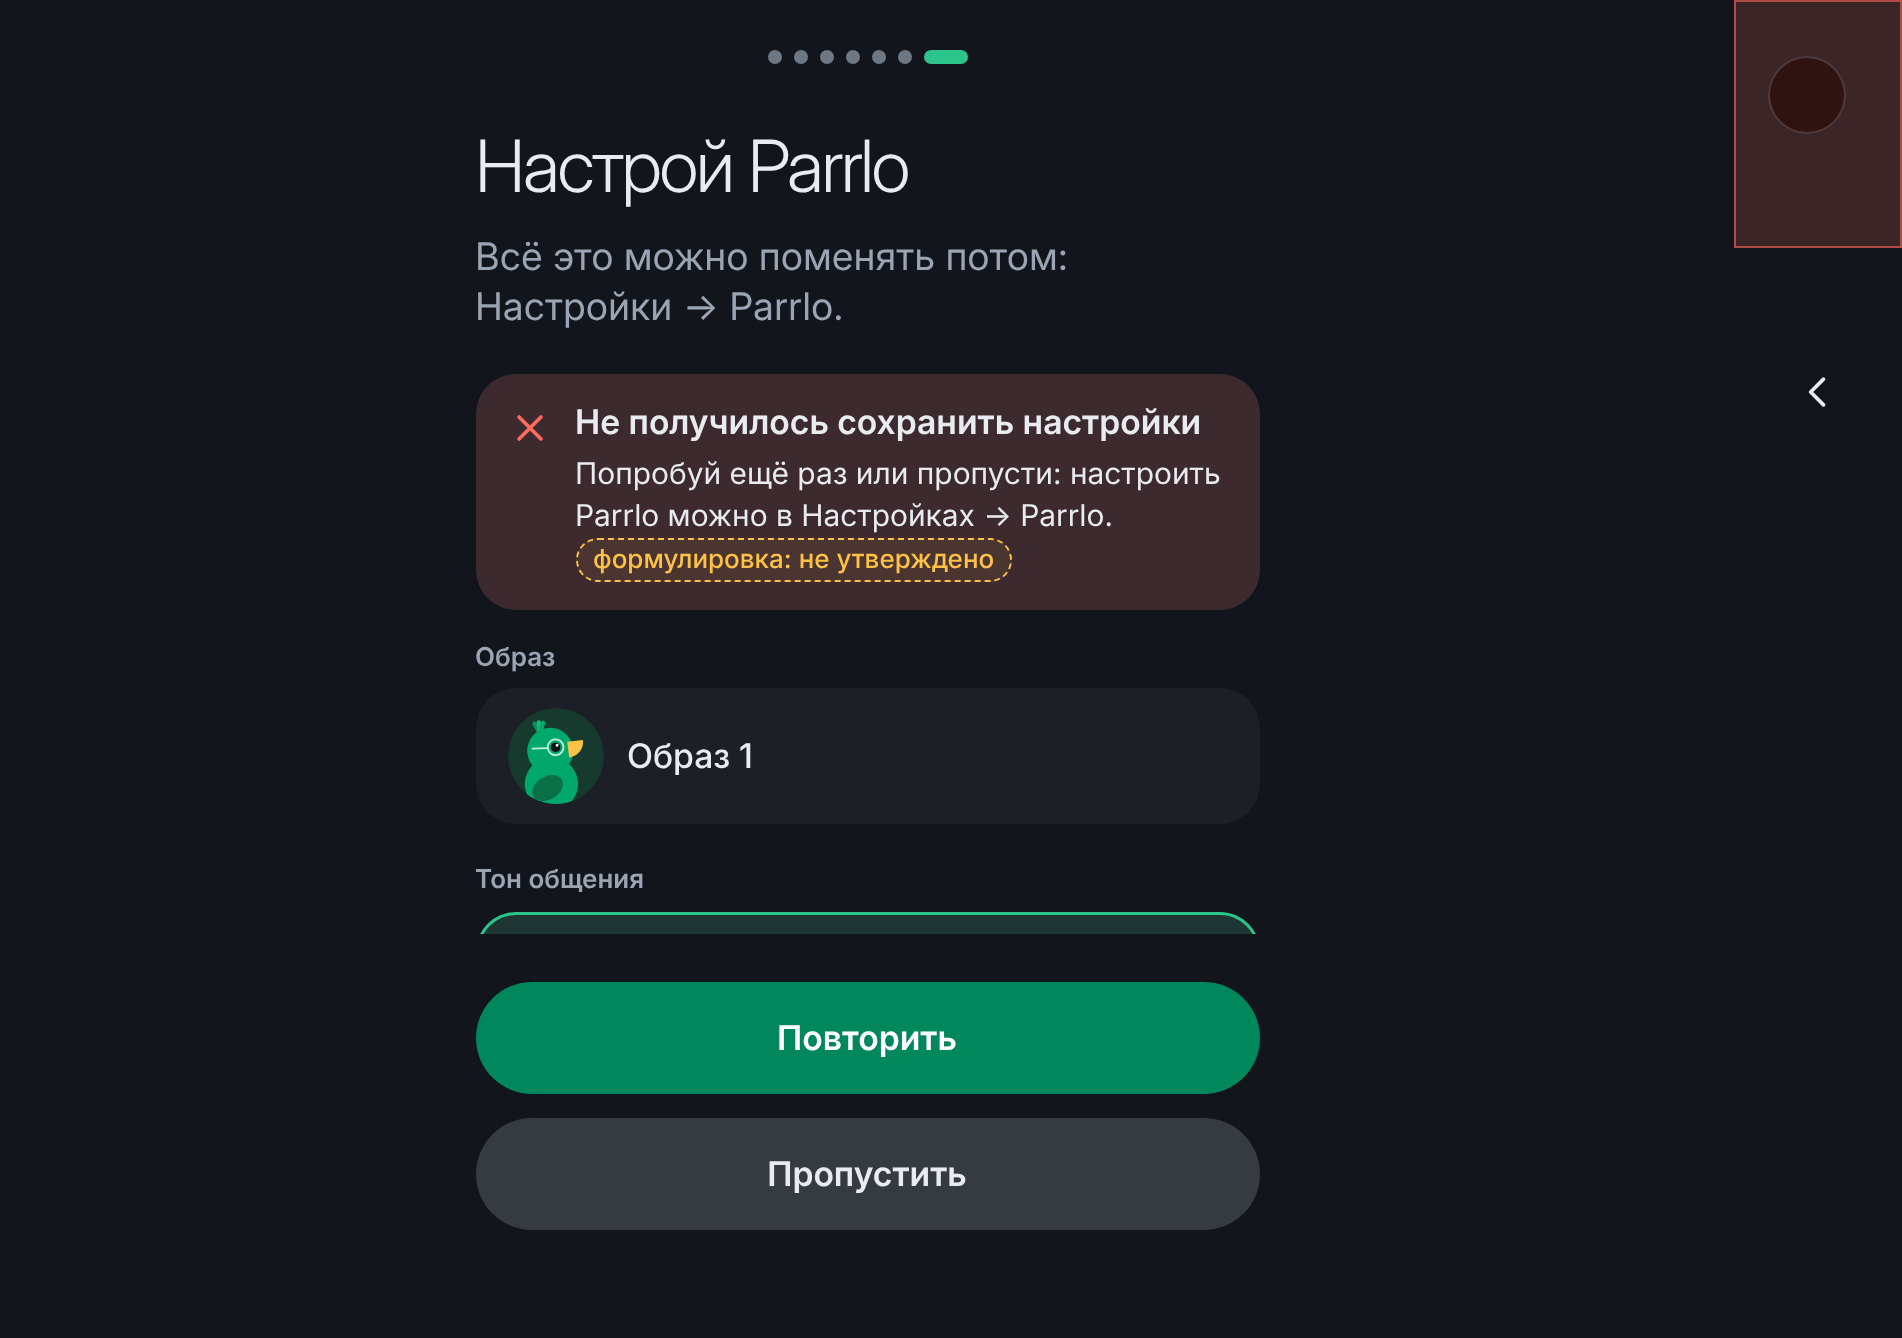 Настрой Parrlo
Всё это можно поменять потом:
Настройки → Parrlo.
Не получилось сохранить настройки
Попробуй ещё раз или пропусти: настроить
Parrlo можно в Настройках → Parrlo.
формулировка: не утверждено
Образ
Образ 1
Тон общения
Повторить
Пропустить